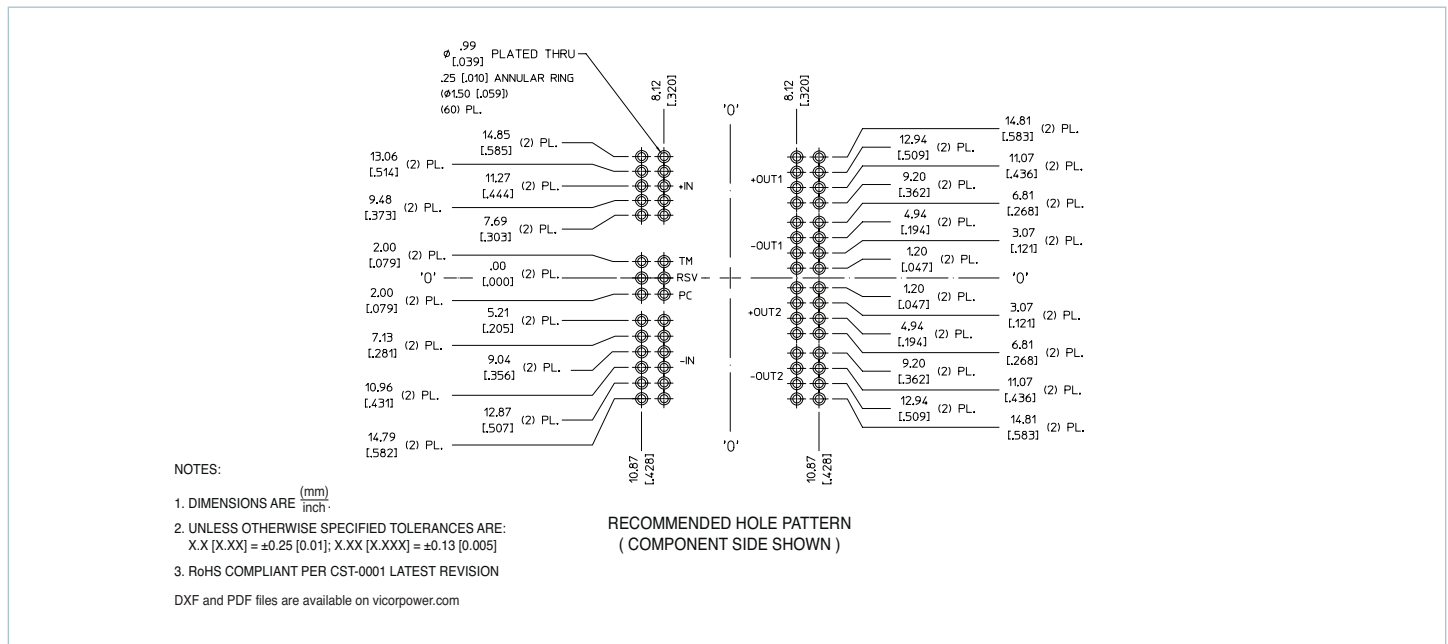 ø .99 PLATED THRU
[.039]
.25 [.010] ANNULAR RING
(ø1.50 [.059])
(60) PL.
8.12
[.320]
'0'
8.12
[.320]
14.85
[.585] (2) PL.
13.06
[.514] (2) PL.
11.27
[.444] (2) PL.
9.48
[.373] (2) PL.
7.69
[.303] (2) PL.
2.00
[.079] (2) PL.
'0'
.00
[.000] (2) PL.
2.00
[.079] (2) PL.
5.21
[.205] (2) PL.
7.13
[.281] (2) PL.
9.04
[.356] (2) PL.
10.96
[.431] (2) PL.
12.87
[.507] (2) PL.
14.79
[.582] (2) PL.
+IN
TM
RSV
PC
-IN
+OUT1
-OUT1
+OUT2
-OUT2
14.81
[.583] (2) PL.
12.94
[.509] (2) PL.
11.07
[.436] (2) PL.
9.20
[.362] (2) PL.
6.81
[.268] (2) PL.
4.94
[.194] (2) PL.
3.07
[.121] (2) PL.
1.20
[.047] (2) PL.
'0'
1.20
[.047] (2) PL.
3.07
[.121] (2) PL.
4.94
[.194] (2) PL.
6.81
[.268] (2) PL.
9.20
[.362] (2) PL.
11.07
[.436] (2) PL.
12.94
[.509] (2) PL.
14.81
[.583] (2) PL.
10.87
[.428]
'0'
10.87
[.428]
NOTES:
1. DIMENSIONS ARE (mm)/inch.
2. UNLESS OTHERWISE SPECIFIED TOLERANCES ARE:
X.X [X.XX] = ±0.25 [0.01]; X.XX [X.XXX] = ±0.13 [0.005]
3. RoHS COMPLIANT PER CST-0001 LATEST REVISION
DXF and PDF files are available on vicorpower.com
RECOMMENDED HOLE PATTERN
( COMPONENT SIDE SHOWN )